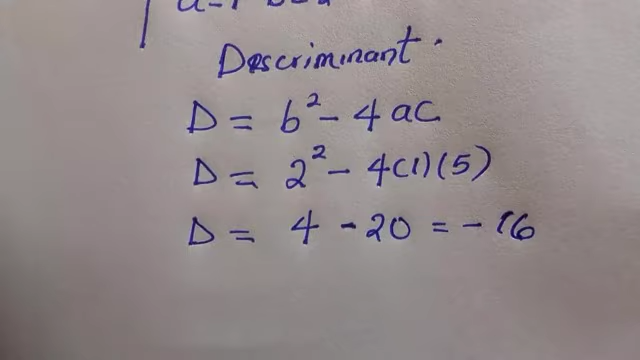 Descriminant.
D = b² - 4ac
D = 2² - 4(1)(5)
D = 4 - 20 = -16